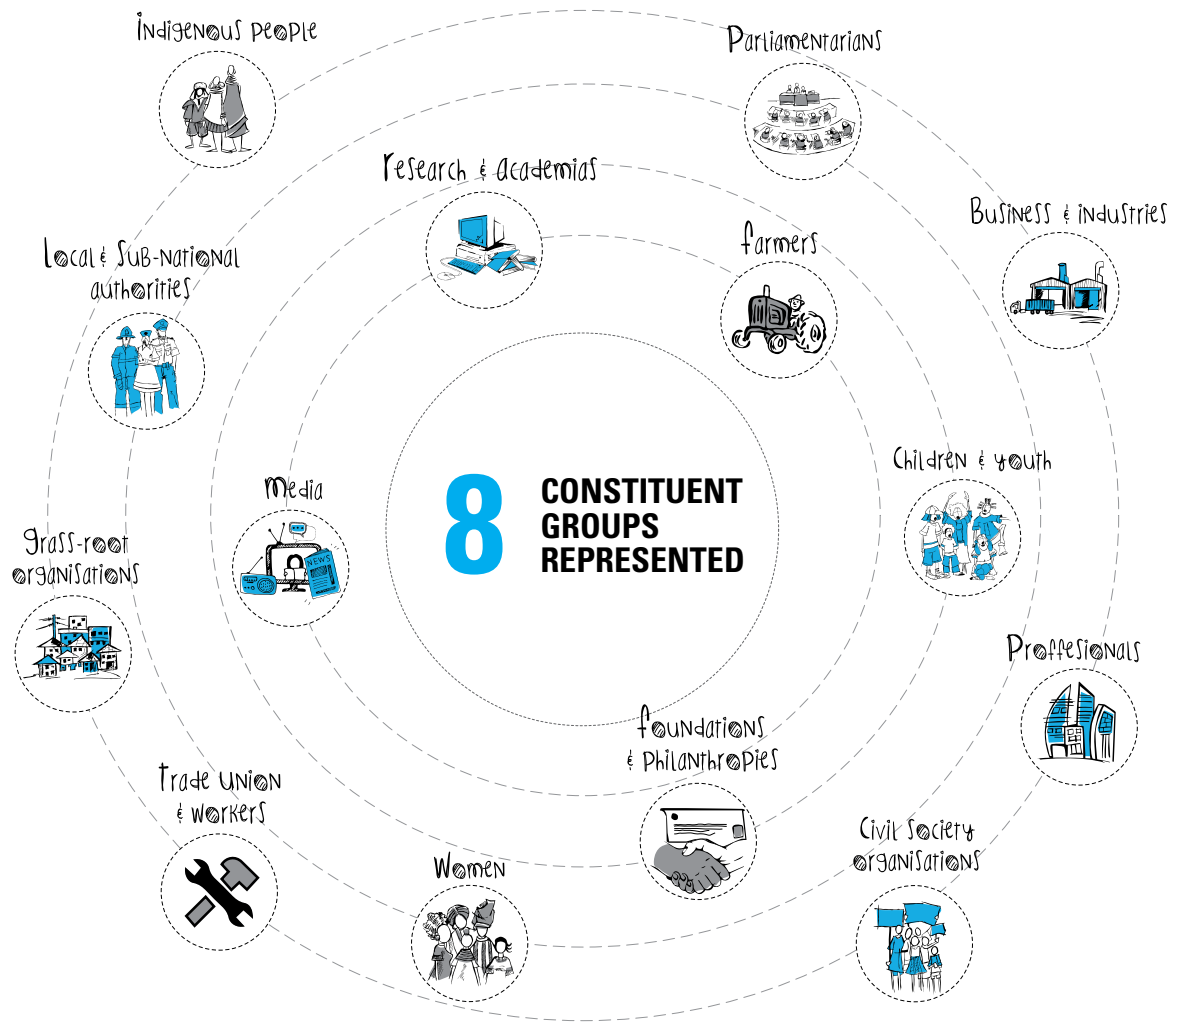 Indigenous people
Parliamentarians
research & academias
Business & industries
farmers
Local & Sub-national
authorities
Children & youth
Media
8 CONSTITUENT
GROUPS
REPRESENTED
NEWS
grass-root
organisations
Proffesionals
foundations
& Philanthropies
Trade Union
& workers
Civil Society
organisations
Women